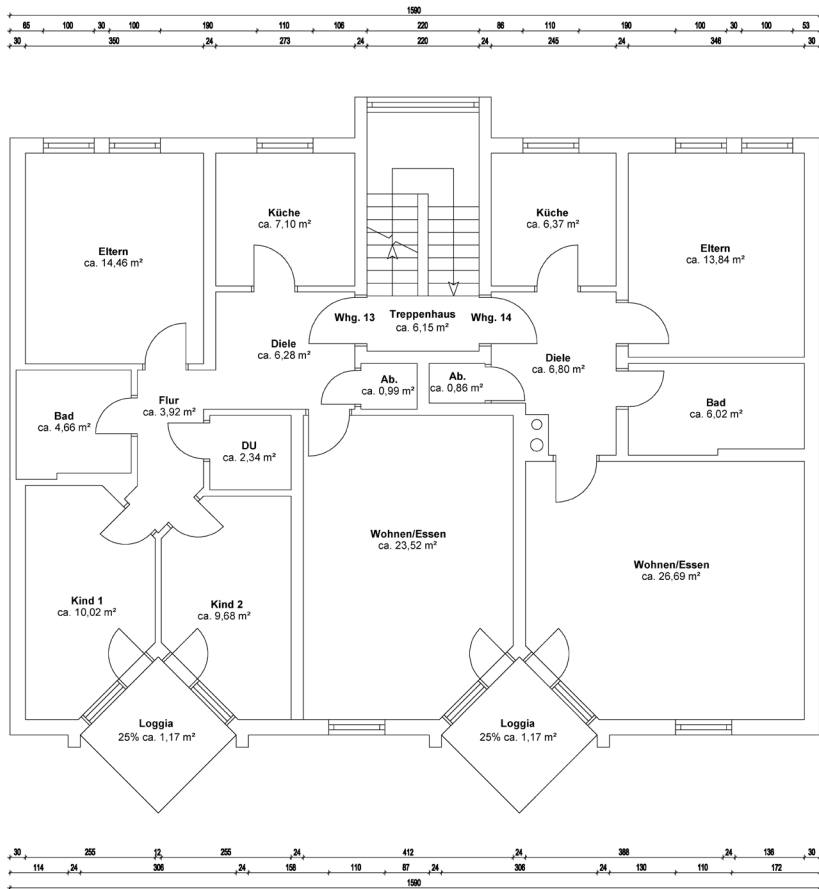 1590
65 100 30 100 190 110 106 220 86 110 190 100 30 100 53
30 350 24 273 24 220 24 245 24 346 30
Küche
ca. 7,10 m²
Küche
ca. 6,37 m²
Eltern
ca. 14,46 m²
Eltern
ca. 13,84 m²
Whg. 13
Treppenhaus
ca. 6,15 m²
Whg. 14
Diele
ca. 6,28 m²
Diele
ca. 6,80 m²
Ab.
ca. 0,99 m²
Ab.
ca. 0,86 m²
Flur
ca. 3,92 m²
Bad
ca. 4,66 m²
Bad
ca. 6,02 m²
DU
ca. 2,34 m²
Wohnen/Essen
ca. 23,52 m²
Wohnen/Essen
ca. 26,69 m²
Kind 1
ca. 10,02 m²
Kind 2
ca. 9,68 m²
Loggia
25% ca. 1,17 m²
Loggia
25% ca. 1,17 m²
30 255 12 255 24 412 24 388 24 136 30
114 24 306 24 158 110 87 24 306 24 130 110 172
1590